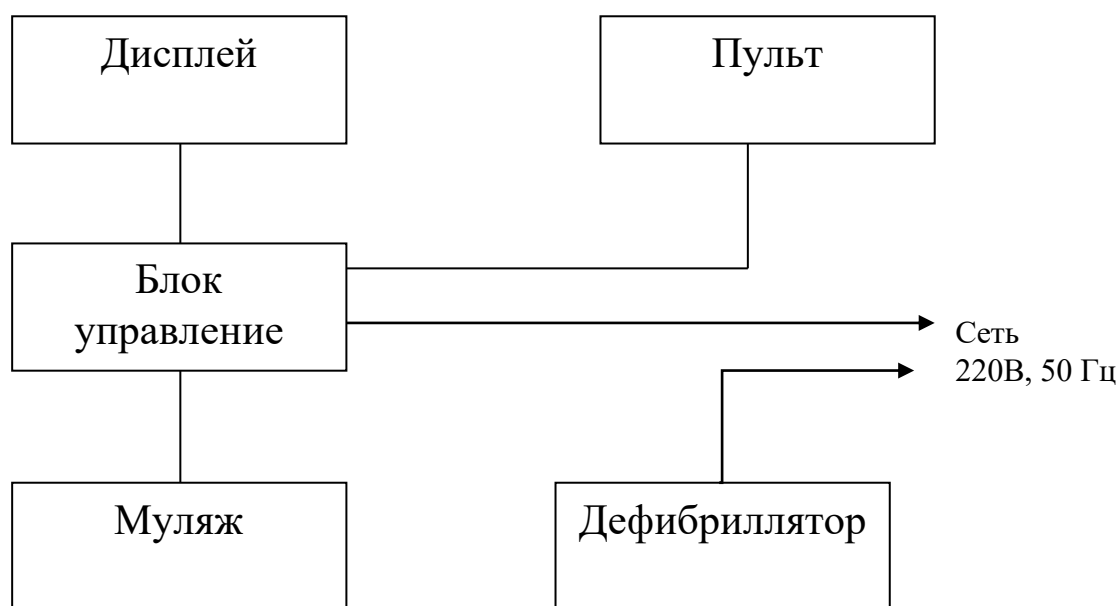 Дисплей
Пульт
Блок
управление
Сеть
220В, 50 Гц
Муляж
Дефибриллятор